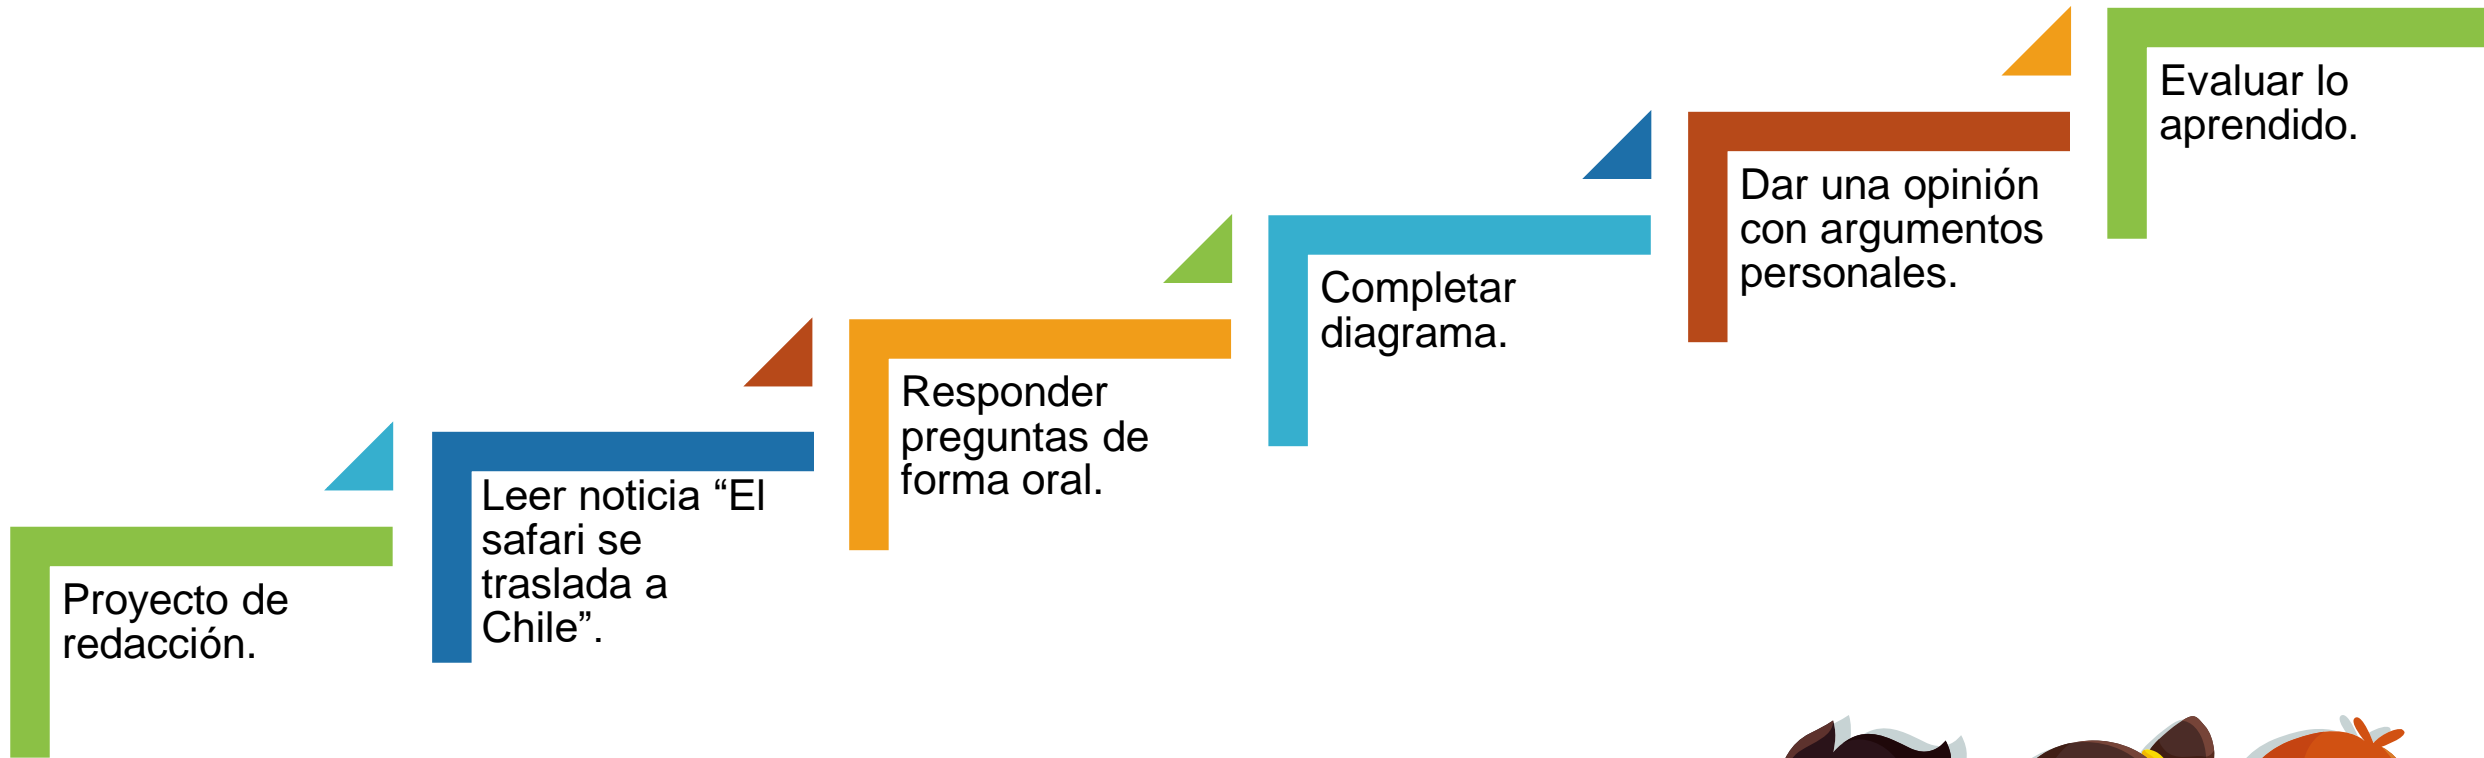 Proyecto de
redacción.
Leer noticia “El
safari se
traslada a
Chile”.
Responder
preguntas de
forma oral.
Completar
diagrama.
Dar una opinión
con argumentos
personales.
Evaluar lo
aprendido.